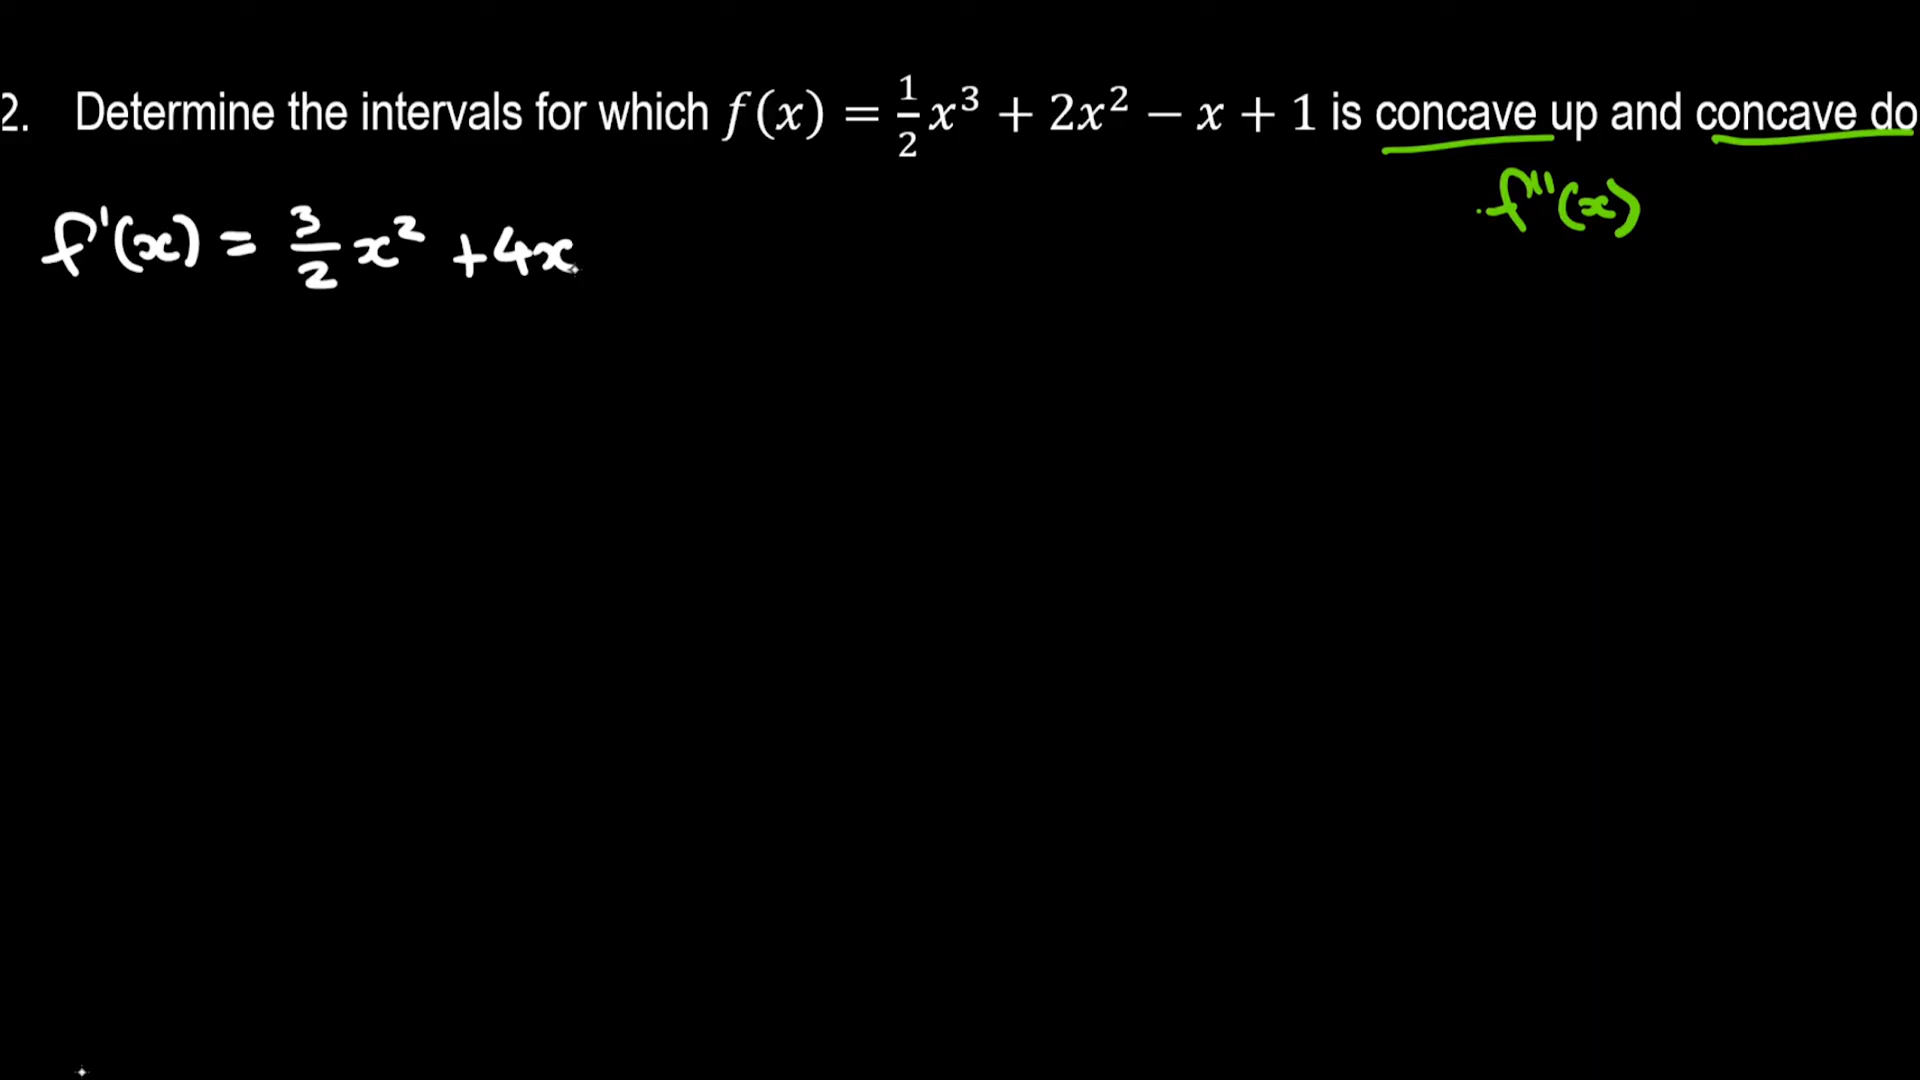 2. Determine the intervals for which f(x) = 1/2 x³ + 2x² − x + 1 is concave up and concave do
f''(x)
f'(x) = 3/2 x² + 4x